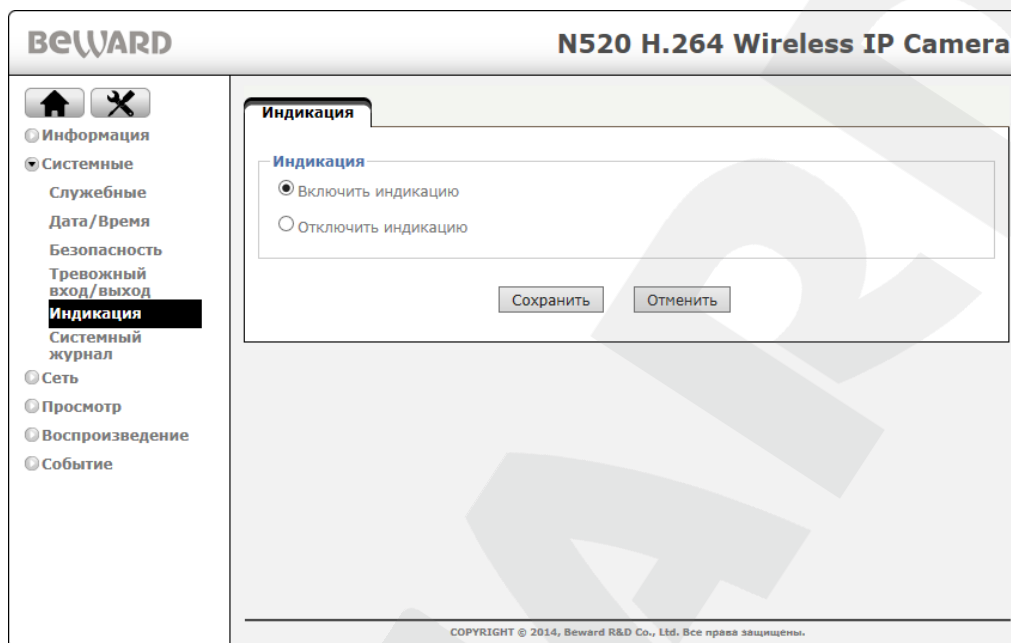 BEWARD
N520 H.264 Wireless IP Camera
Информация
Системные
Служебные
Дата/Время
Безопасность
Тревожный
вход/выход
Индикация
Системный
журнал
Сеть
Просмотр
Воспроизведение
Событие
Индикация
Индикация
Включить индикацию
Отключить индикацию
Сохранить
Отменить
COPYRIGHT © 2014, Beward R&D Co., Ltd. Все права защищены.